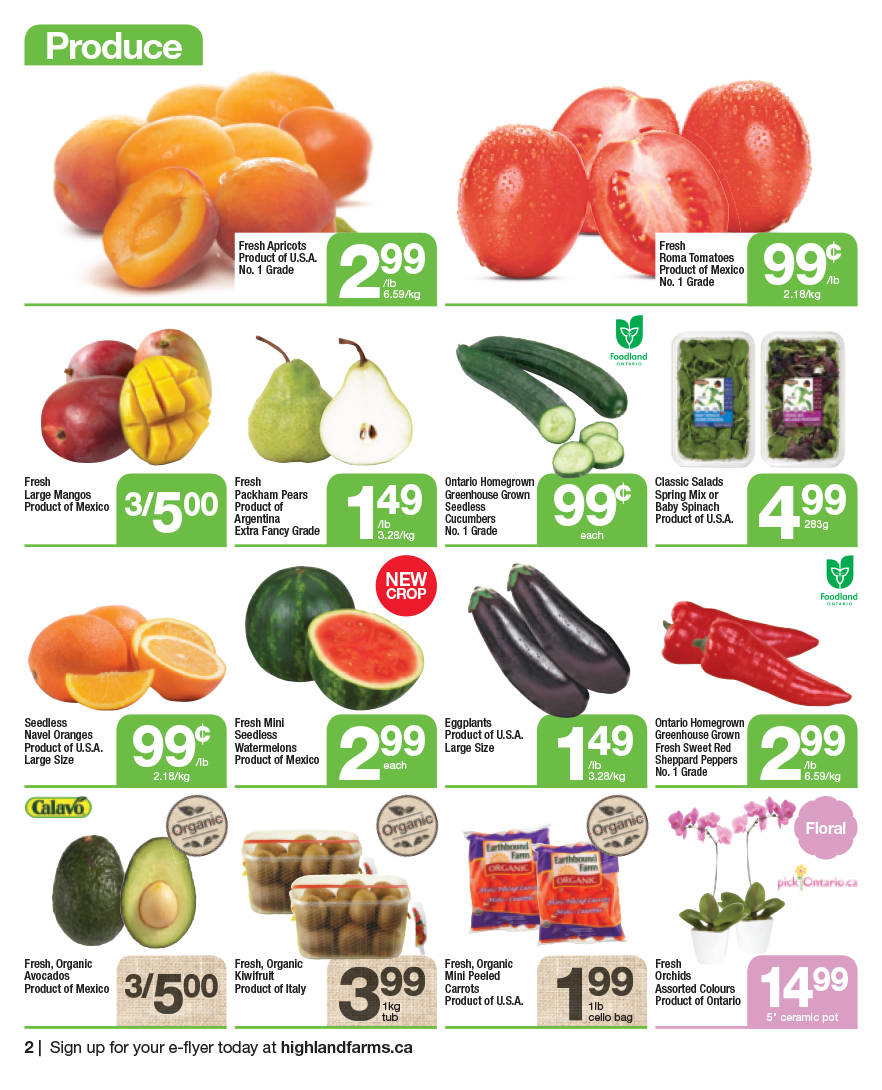 Produce
Fresh Apricots
Product of U.S.A.
No. 1 Grade
2.99
/lb
6.59/kg
Fresh
Roma Tomatoes
Product of Mexico
No. 1 Grade
99¢
/lb
2.18/kg
Fresh
Large Mangos
Product of Mexico
3/5.00
Fresh
Packham Pears
Product of
Argentina
Extra Fancy Grade
1.49
/lb
3.28/kg
Foodland
ONTARIO
Ontario Homegrown
Greenhouse Grown
Seedless
Cucumbers
No. 1 Grade
99¢
each
Classic Salads
Spring Mix or
Baby Spinach
Product of U.S.A.
4.99
283g
Seedless
Navel Oranges
Product of U.S.A.
Large Size
99¢
/lb
2.18/kg
NEW
CROP
Fresh Mini
Seedless
Watermelons
Product of Mexico
2.99
each
Eggplants
Product of U.S.A.
Large Size
1.49
/lb
3.28/kg
Foodland
ONTARIO
Ontario Homegrown
Greenhouse Grown
Fresh Sweet Red
Sheppard Peppers
No. 1 Grade
2.99
/lb
6.59/kg
Calavo
Organic
Fresh, Organic
Avocados
Product of Mexico
3/5.00
Organic
Fresh, Organic
Kiwifruit
Product of Italy
3.99
1kg
tub
Organic
Earthbound
Farm
ORGANIC
Earthbound
Farm
ORGANIC
Fresh, Organic
Mini Peeled
Carrots
Product of U.S.A.
1.99
1lb
cello bag
Floral
pickOntario.ca
Fresh
Orchids
Assorted Colours
Product of Ontario
14.99
5" ceramic pot
2 | Sign up for your e-flyer today at highlandfarms.ca